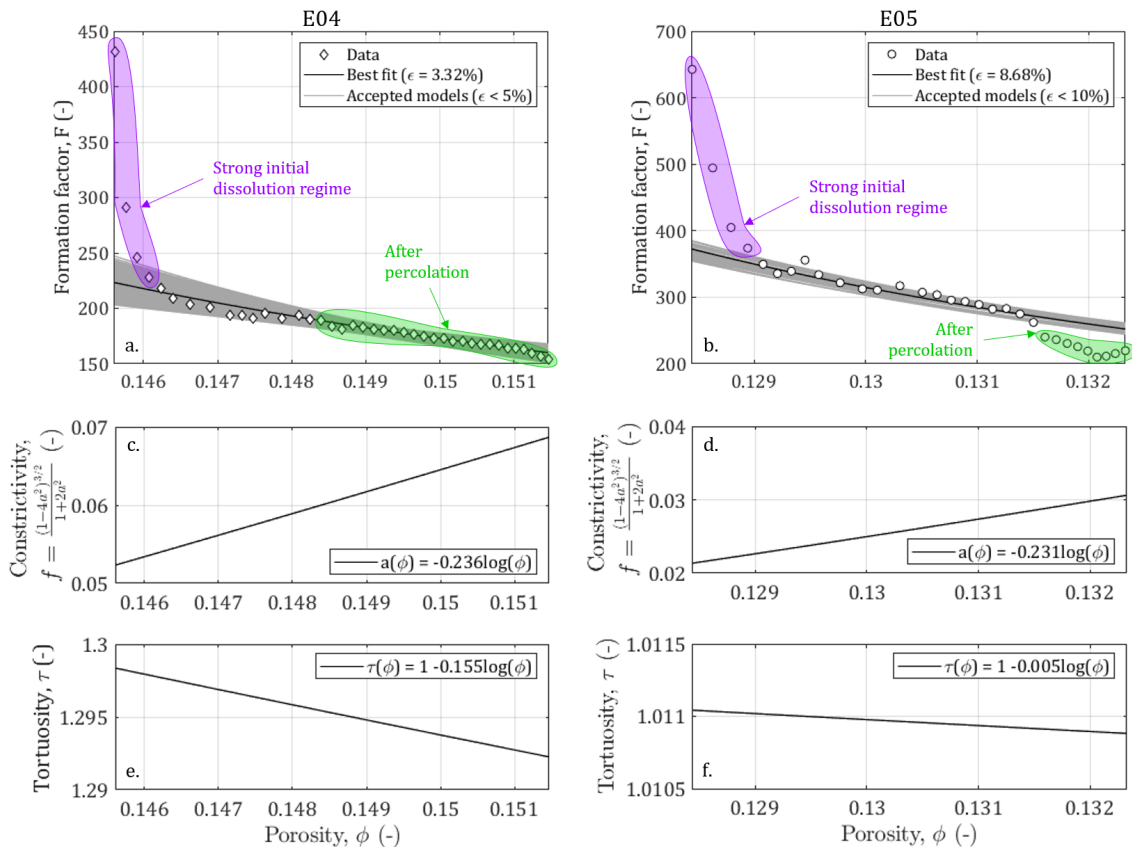 E04
E05
450
400
350
300
250
200
150
Formation factor, F (-)
Data
Best fit (ϵ = 3.32%)
Accepted models (ϵ < 5%)
Strong initial
dissolution regime
After
percolation
a.
0.146
0.147
0.148
0.149
0.15
0.151
700
600
500
400
300
200
Formation factor, F (-)
Data
Best fit (ϵ = 8.68%)
Accepted models (ϵ < 10%)
Strong initial
dissolution regime
After
percolation
b.
0.129
0.13
0.131
0.132
0.07
0.06
0.05
Constrictivity,
f = (1−4a²)^{3/2} / 1+2a² (-)
c.
a(ϕ) = -0.236log(ϕ)
0.146
0.147
0.148
0.149
0.15
0.151
0.04
0.03
0.02
Constrictivity,
f = (1−4a²)^{3/2} / 1+2a² (-)
d.
a(ϕ) = -0.231log(ϕ)
0.129
0.13
0.131
0.132
1.3
1.295
1.29
Tortuosity, τ (-)
τ(ϕ) = 1 -0.155log(ϕ)
e.
0.146
0.147
0.148
0.149
0.15
0.151
Porosity, ϕ (-)
1.0115
1.011
1.0105
Tortuosity, τ (-)
τ(ϕ) = 1 -0.005log(ϕ)
f.
0.129
0.13
0.131
0.132
Porosity, ϕ (-)